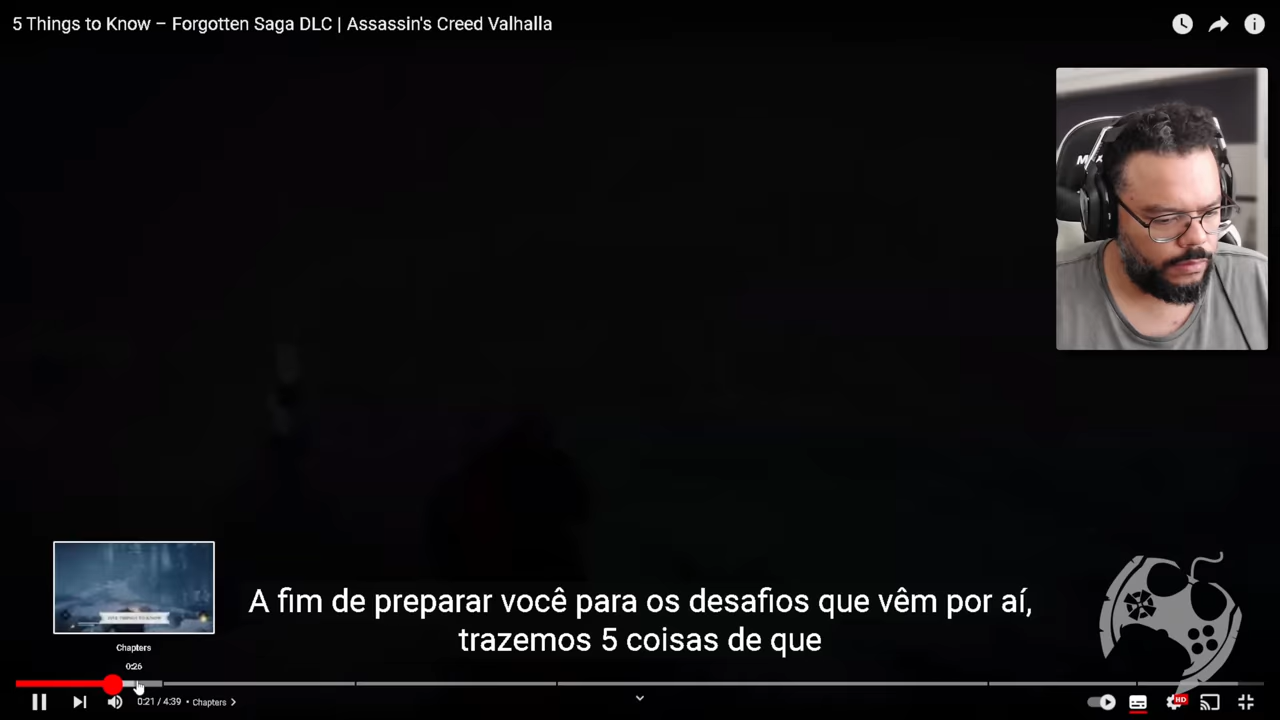 5 Things to Know – Forgotten Saga DLC | Assassin's Creed Valhalla
A fim de preparar você para os desafios que vêm por aí,
trazemos 5 coisas de que
Chapters
0:26
0:21 / 4:39 • Chapters
HD